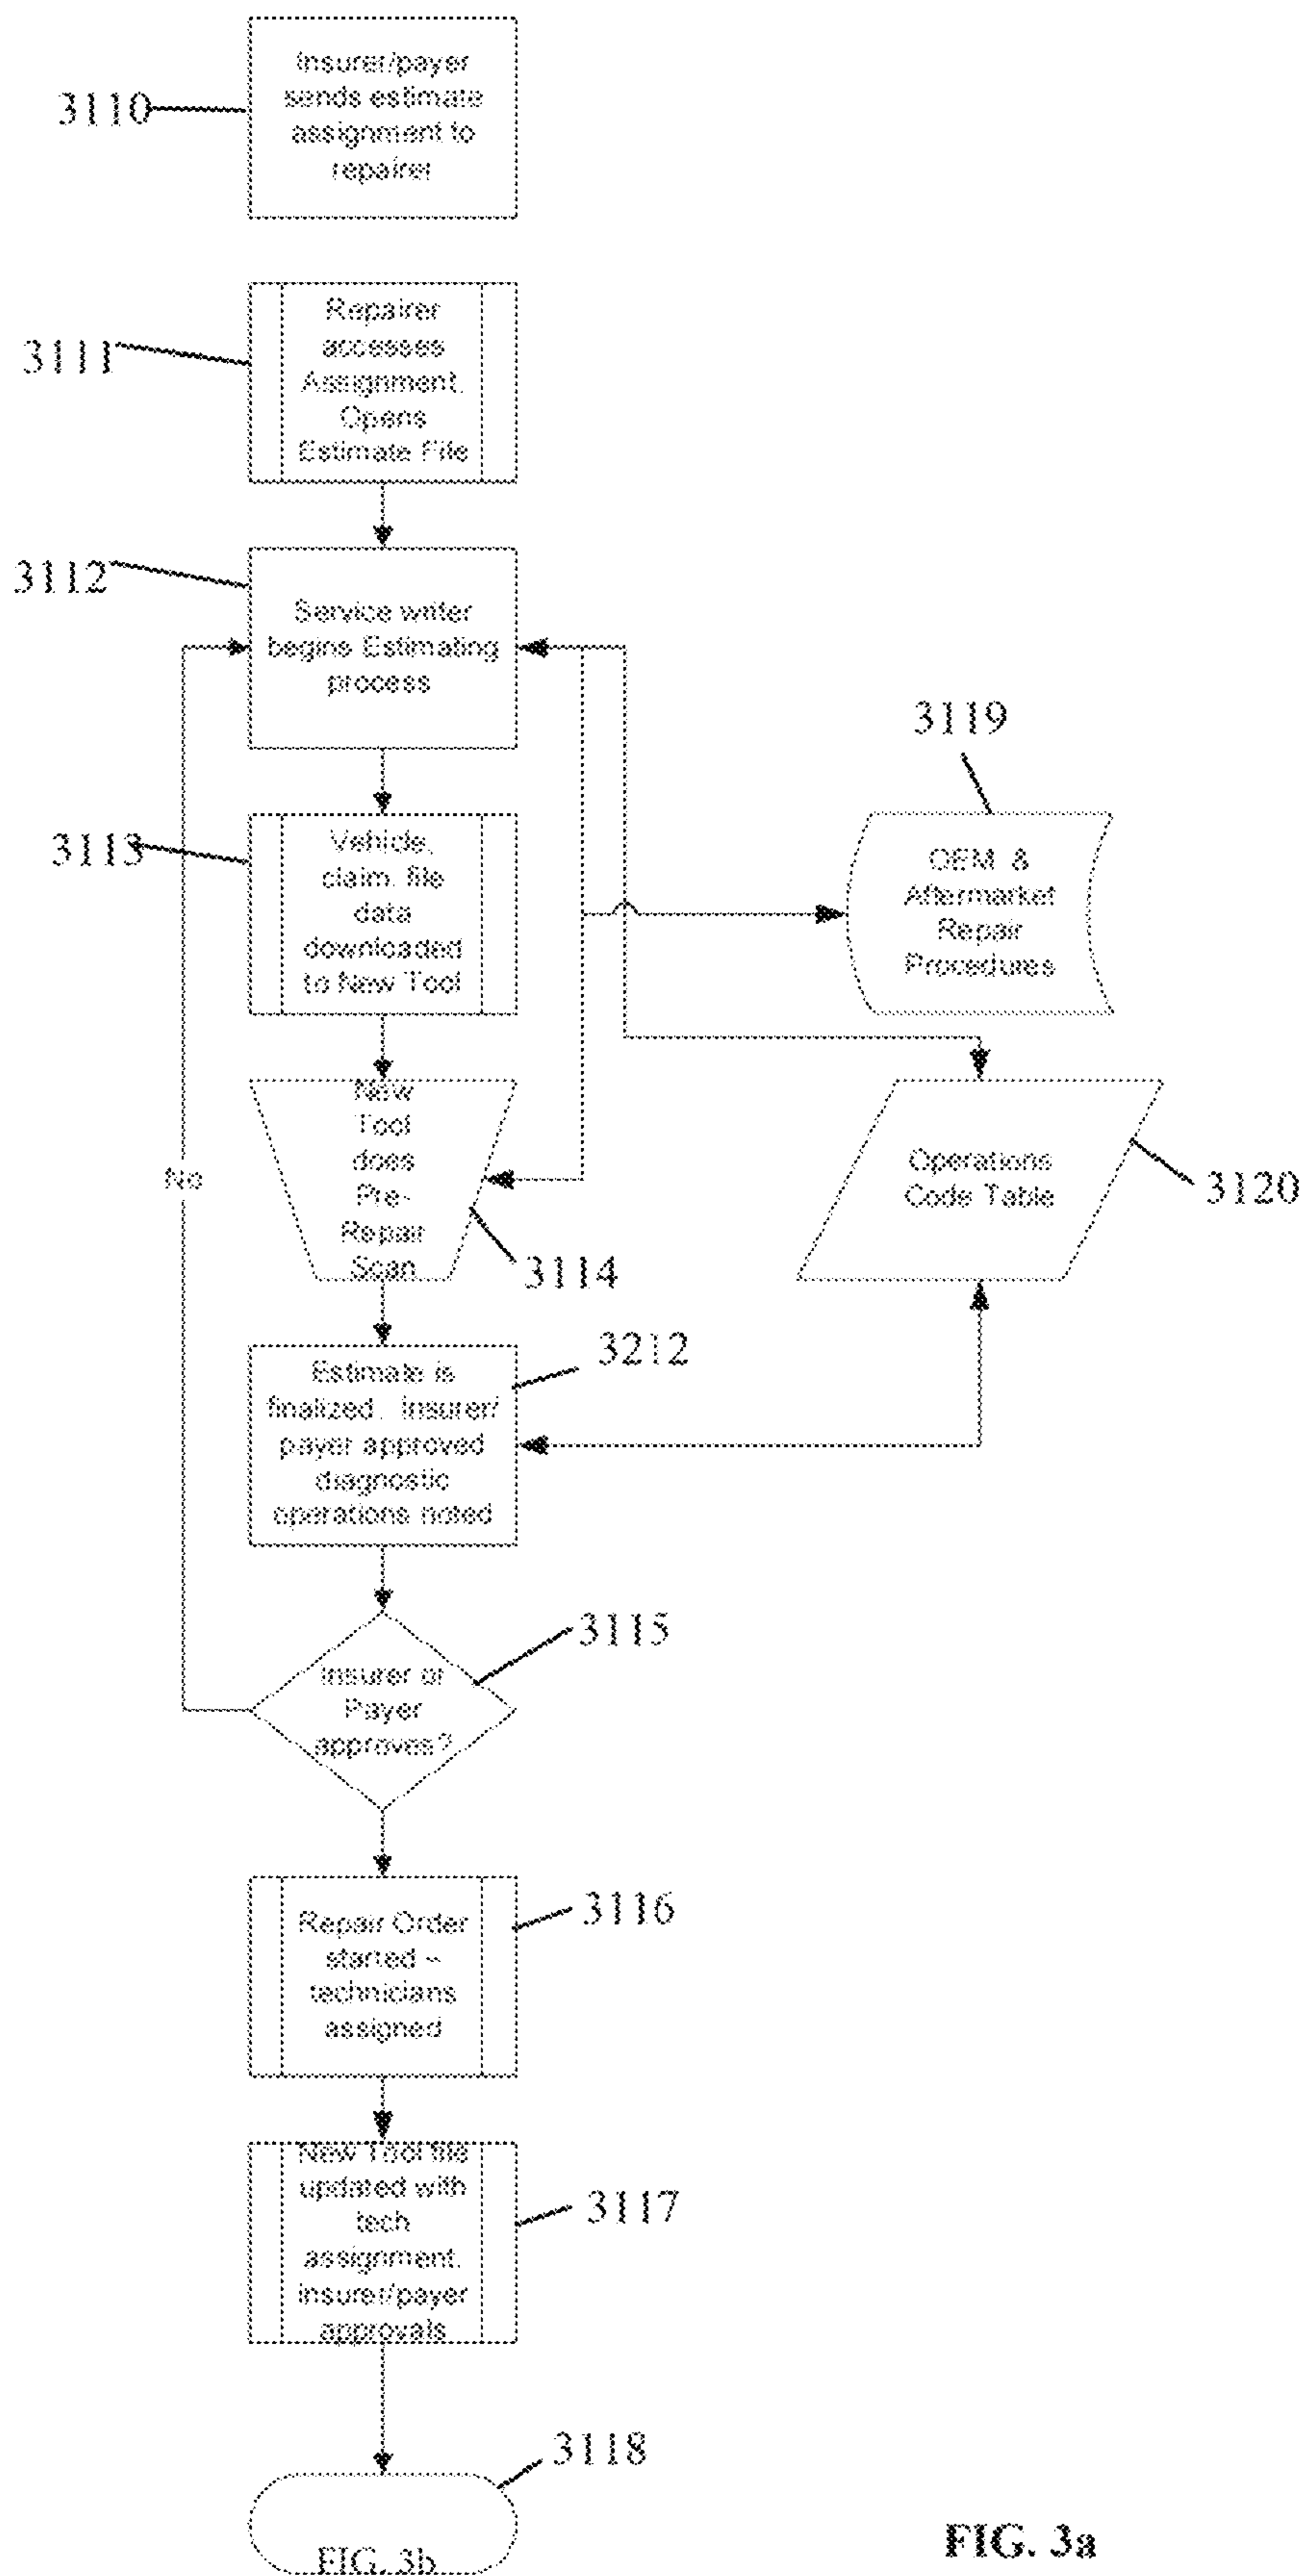 Insurer/payer
sends estimate
assignment to
repairer
3110
Repairer
accesses
Assignment.
Opens
Estimate File
3111
3112
Service writer
begins Estimating
process
3119
3113
Vehicle,
claim, file
data
downloaded
to New Tool
OEM &
Aftermarket
Repair
Procedures
No
New
Tool
does
Pre-
Repair
Scan
3114
Operations
Code Table
3120
3212
Estimate is
finalized. Insurer/
payer approved
diagnostic
operations noted
3115
Insurer or
Payer
approves?
3116
Repair Order
started –
technicians
assigned
3117
New Tool file
updated with
tech
assignment,
insurer/payer
approvals
3118
FIG. 3b
FIG. 3a